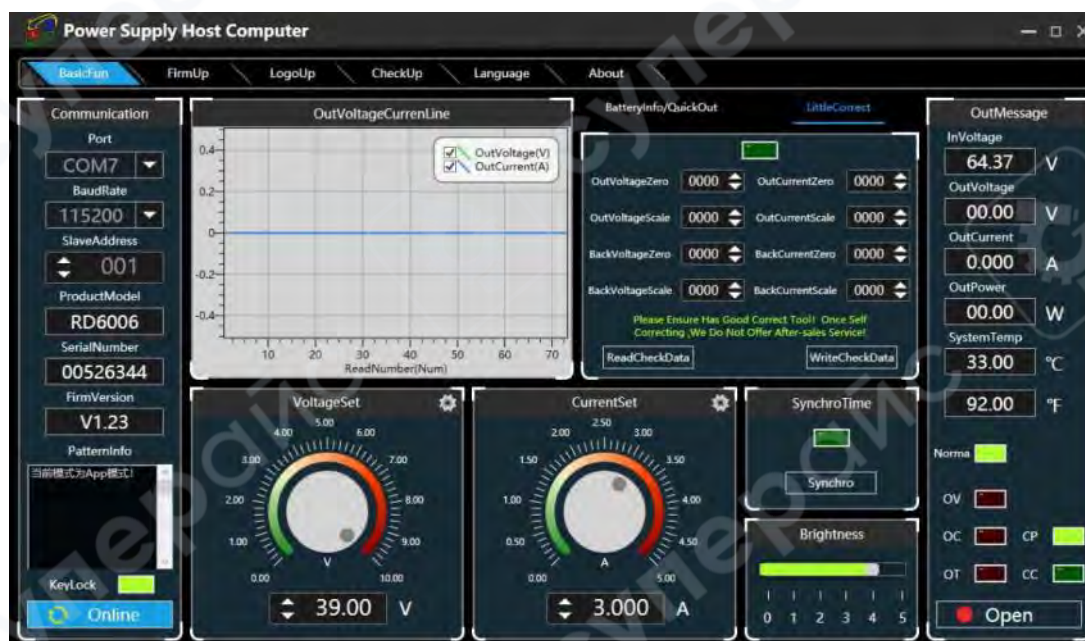 Power Supply Host Computer
BasicFun FirmUp LogoUp CheckUp Language About
Communication
Port
COM7
BaudRate
115200
SlaveAddress
001
ProductModel
RD6006
SerialNumber
00526344
FirmVersion
V1.23
PatternInfo
当前模式为App模式!
KeyLock
Online
OutVoltageCurrenLine
OutVoltage(V)
OutCurrent(A)
0.4
0.2
0
-0.2
-0.4
10 20 30 40 50 60 70
ReadNumber(Num)
BatteryInfo/QuickOut LittleCorrect
OutVoltageZero 0000 OutCurrentZero 0000
OutVoltageScale 0000 OutCurrentScale 0000
BackVoltageZero 0000 BackCurrentZero 0000
BackVoltageScale 0000 BackCurrentScale 0000
Please Ensure Has Good Correct Tool! Once Self
Correcting ,We Do Not Offer After-sales Service!
ReadCheckData WriteCheckData
VoltageSet
0.00 1.00 2.00 3.00 4.00 5.00 6.00 7.00 8.00 9.00 10.00
V
39.00 V
CurrentSet
0.00 0.50 1.00 1.50 2.00 2.50 3.00 3.50 4.00 4.50 5.00
A
3.000 A
SynchroTime
Synchro
Brightness
0 1 2 3 4 5
OutMessage
InVoltage
64.37 V
OutVoltage
00.00 V
OutCurrent
0.000 A
OutPower
00.00 W
SystemTemp
33.00 °C
92.00 °F
Norma
OV
OC CP
OT CC
Open
суперайс